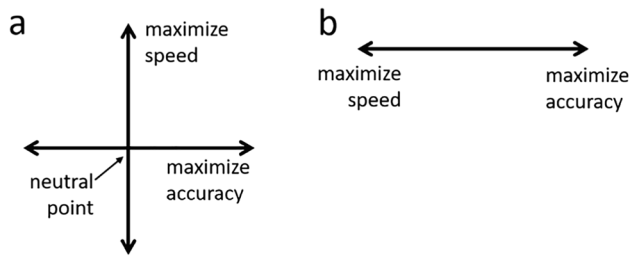 a
maximize
speed
maximize
accuracy
neutral
point
b
maximize
speed
maximize
accuracy